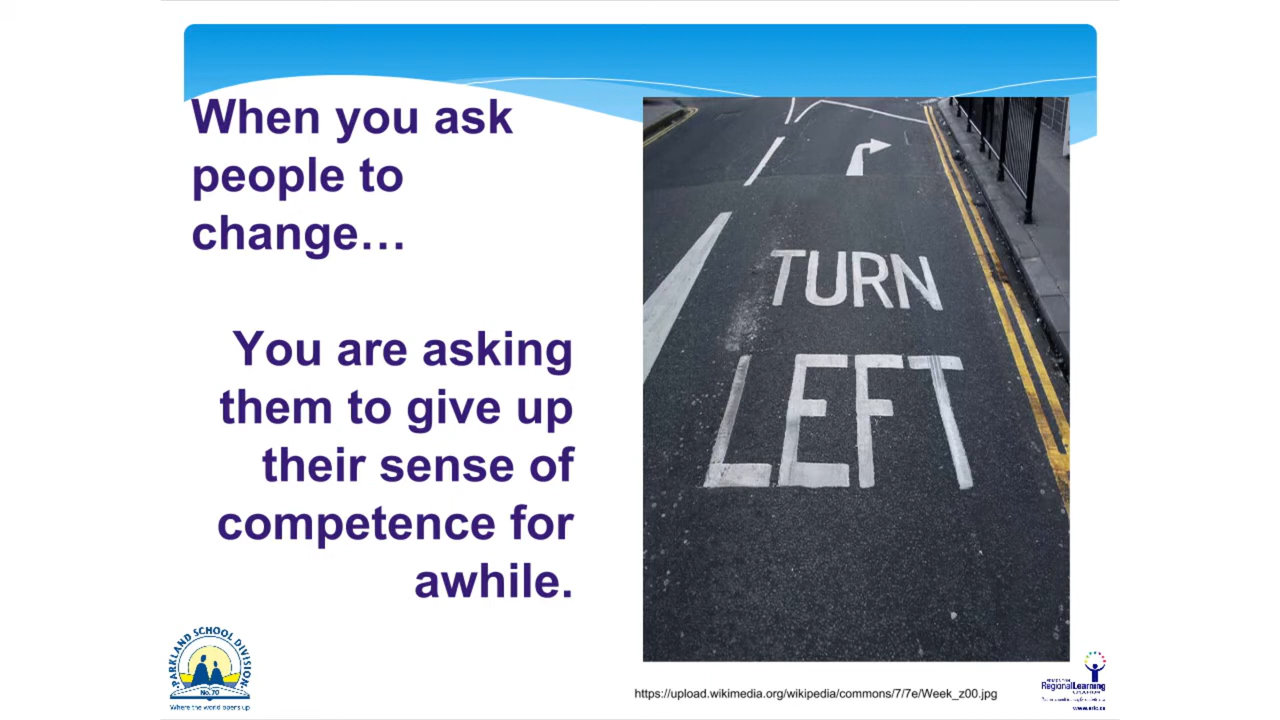 When you ask
people to
change…
You are asking
them to give up
their sense of
competence for
awhile.
TURN
LEFT
PARKLAND SCHOOL DIVISION
No. 70
Where the world opens up
https://upload.wikimedia.org/wikipedia/commons/7/7e/Week_z00.jpg
Regional Learning
CONSORTIUM
www.erlc.ca